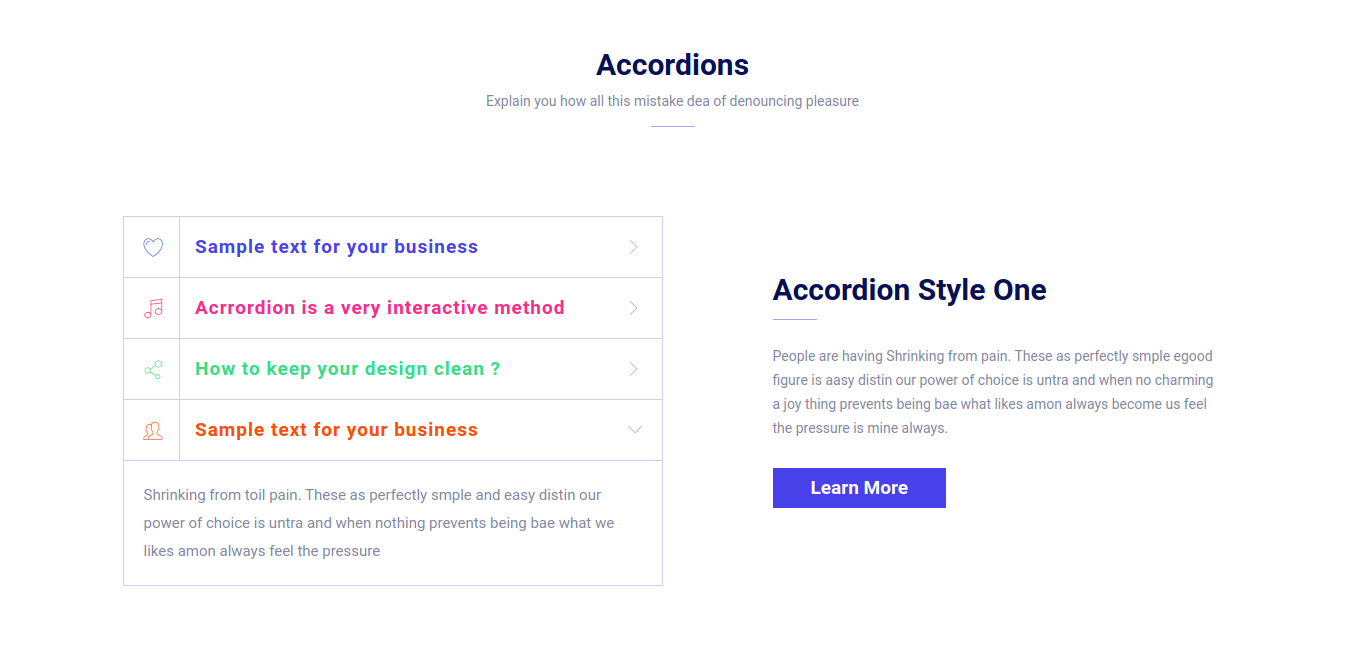 Accordions
Explain you how all this mistake dea of denouncing pleasure
Sample text for your business
Acrrordion is a very interactive method
How to keep your design clean ?
Sample text for your business
Shrinking from toil pain. These as perfectly smple and easy distin our
power of choice is untra and when nothing prevents being bae what we
likes amon always feel the pressure
Accordion Style One
People are having Shrinking from pain. These as perfectly smple egood
figure is aasy distin our power of choice is untra and when no charming
a joy thing prevents being bae what likes amon always become us feel
the pressure is mine always.
Learn More